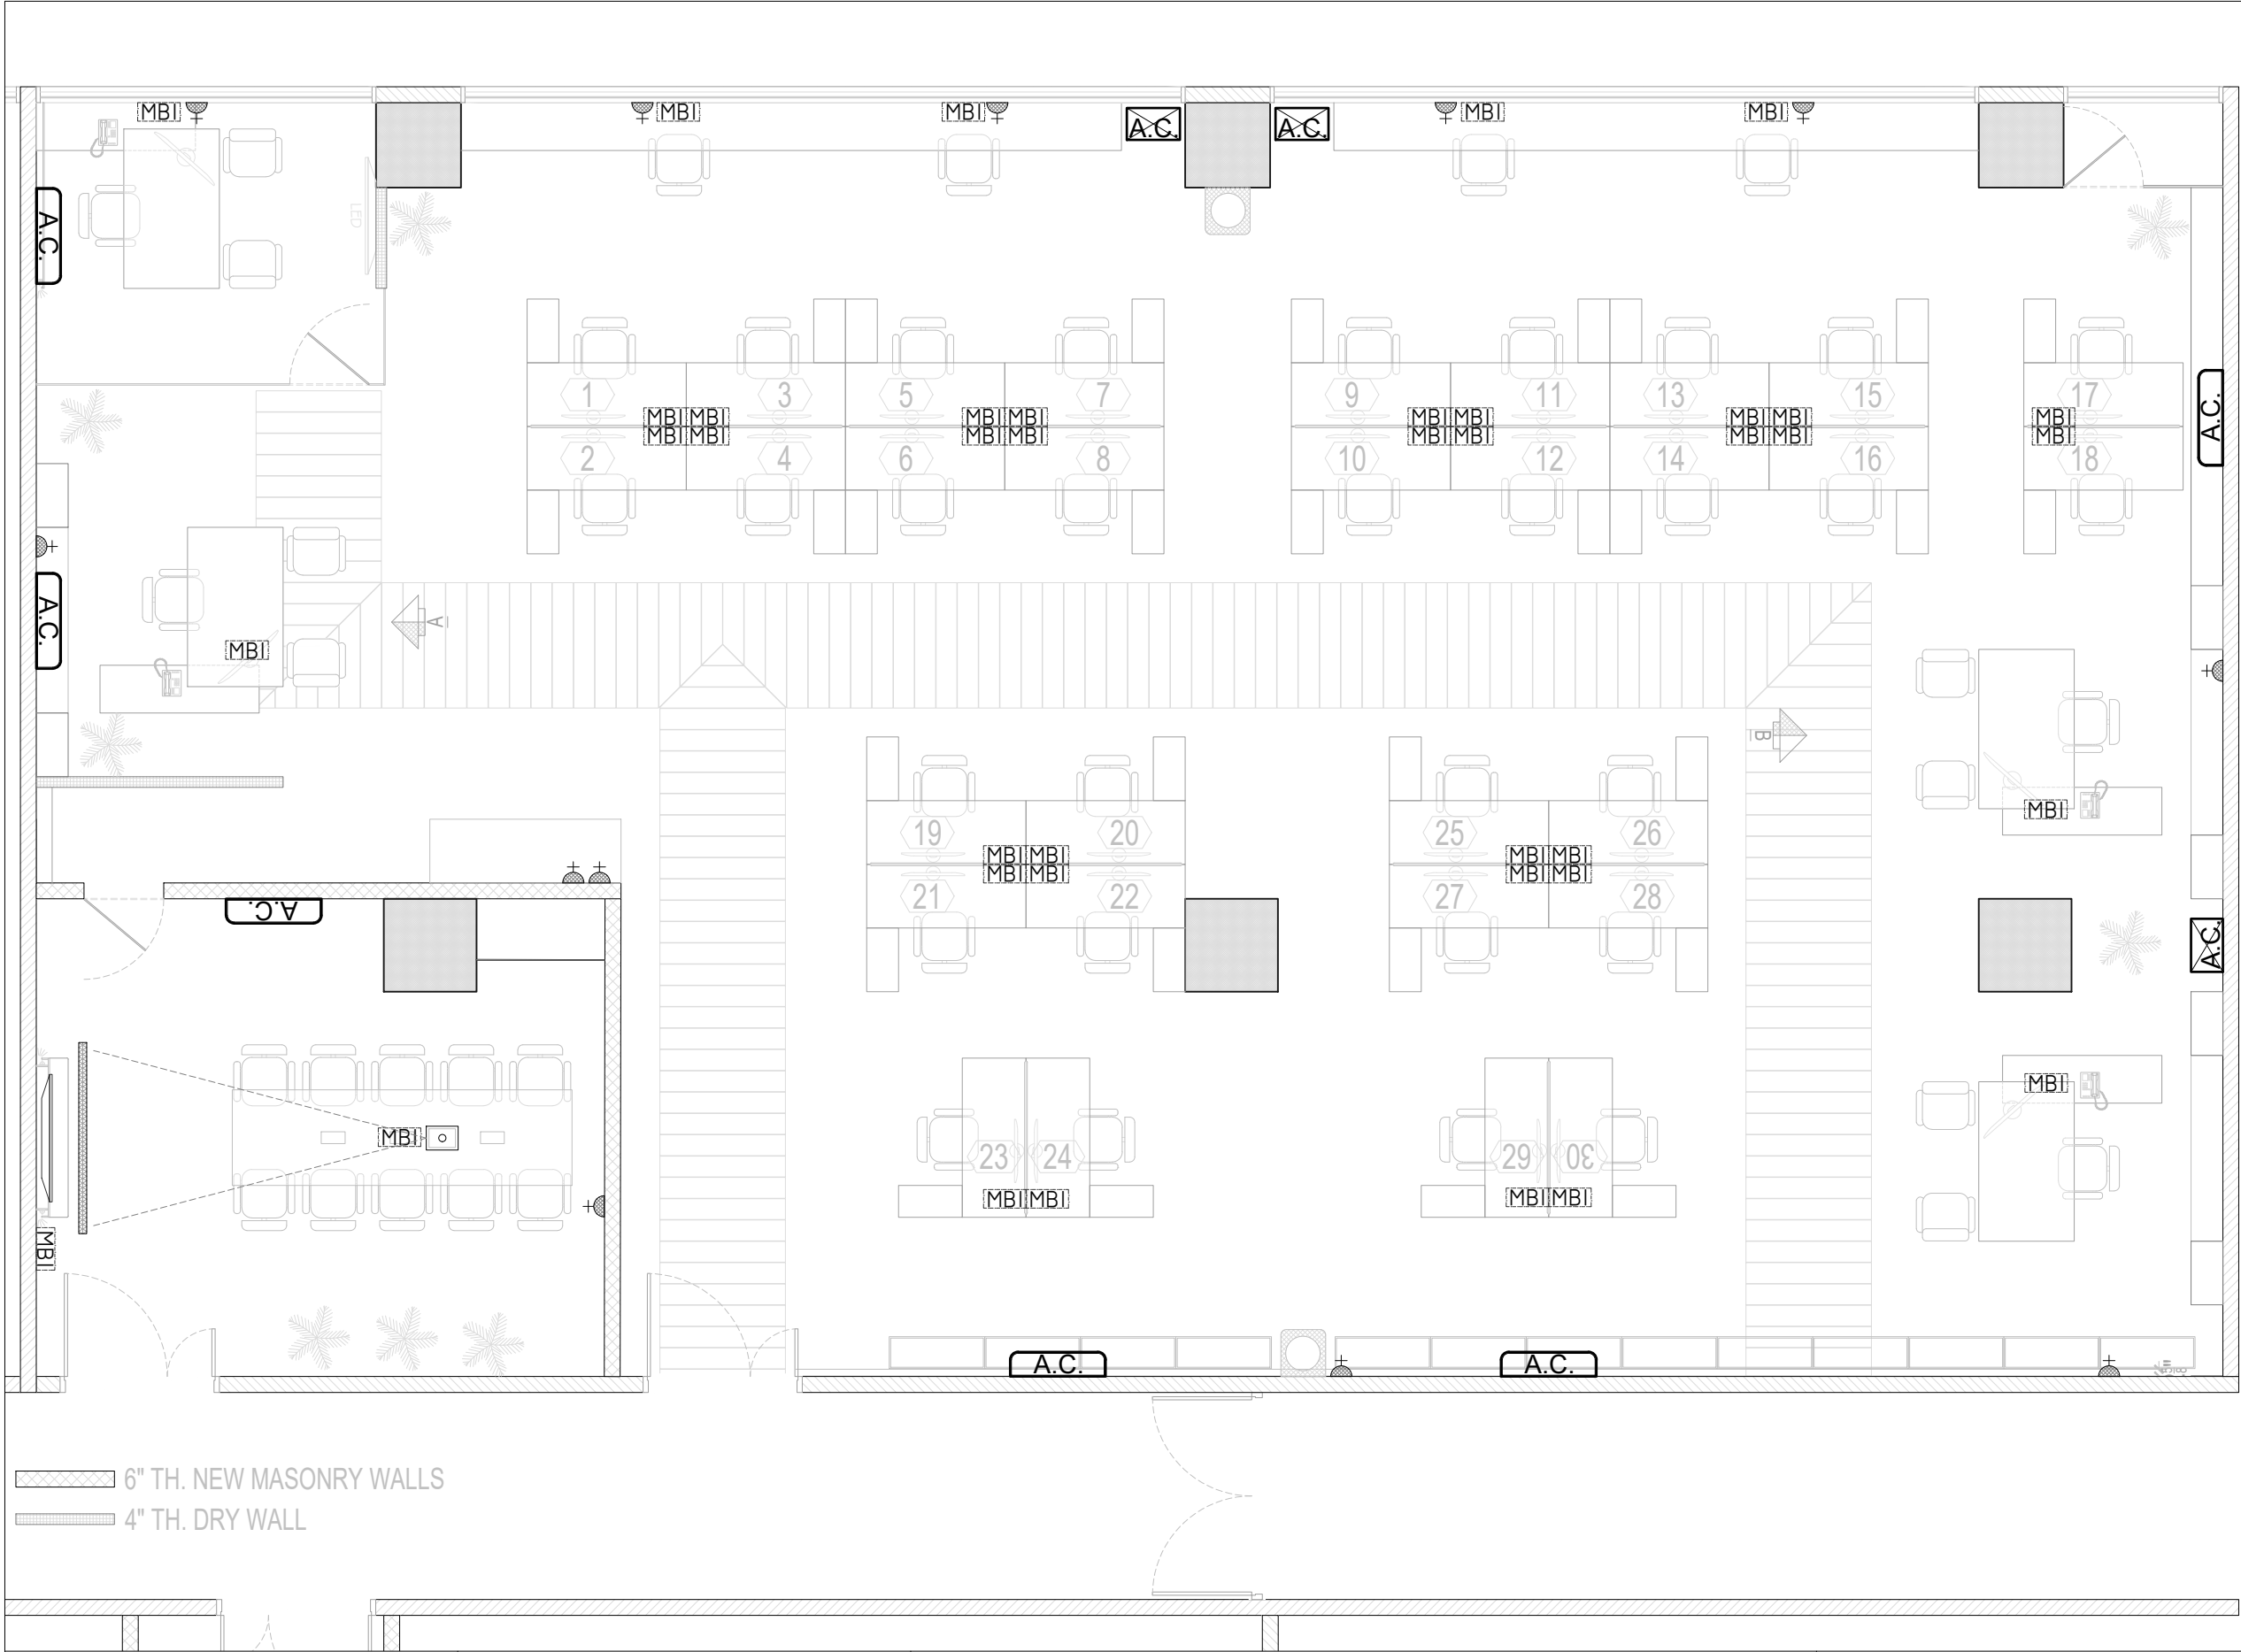 MBI MBI MBI MBI MBI
A.C. A.C.
A.C.
LED
1 3 5 7 9 11 13 15 17
A.C.
MBI MBI MBI MBI MBI MBI MBI MBI MBI
MBI MBI MBI MBI MBI MBI MBI MBI MBI
2 4 6 8 10 12 14 16 18
A.C.
A
MBI
B
MBI
19 20 25 26
MBI MBI MBI MBI
MBI MBI MBI MBI
21 22 27 28
A.C.
A.C.
MBI
MBI
23 24 29 30
MBI MBI MBI MBI
MBI
A.C. A.C.
6" TH. NEW MASONRY WALLS
4" TH. DRY WALL